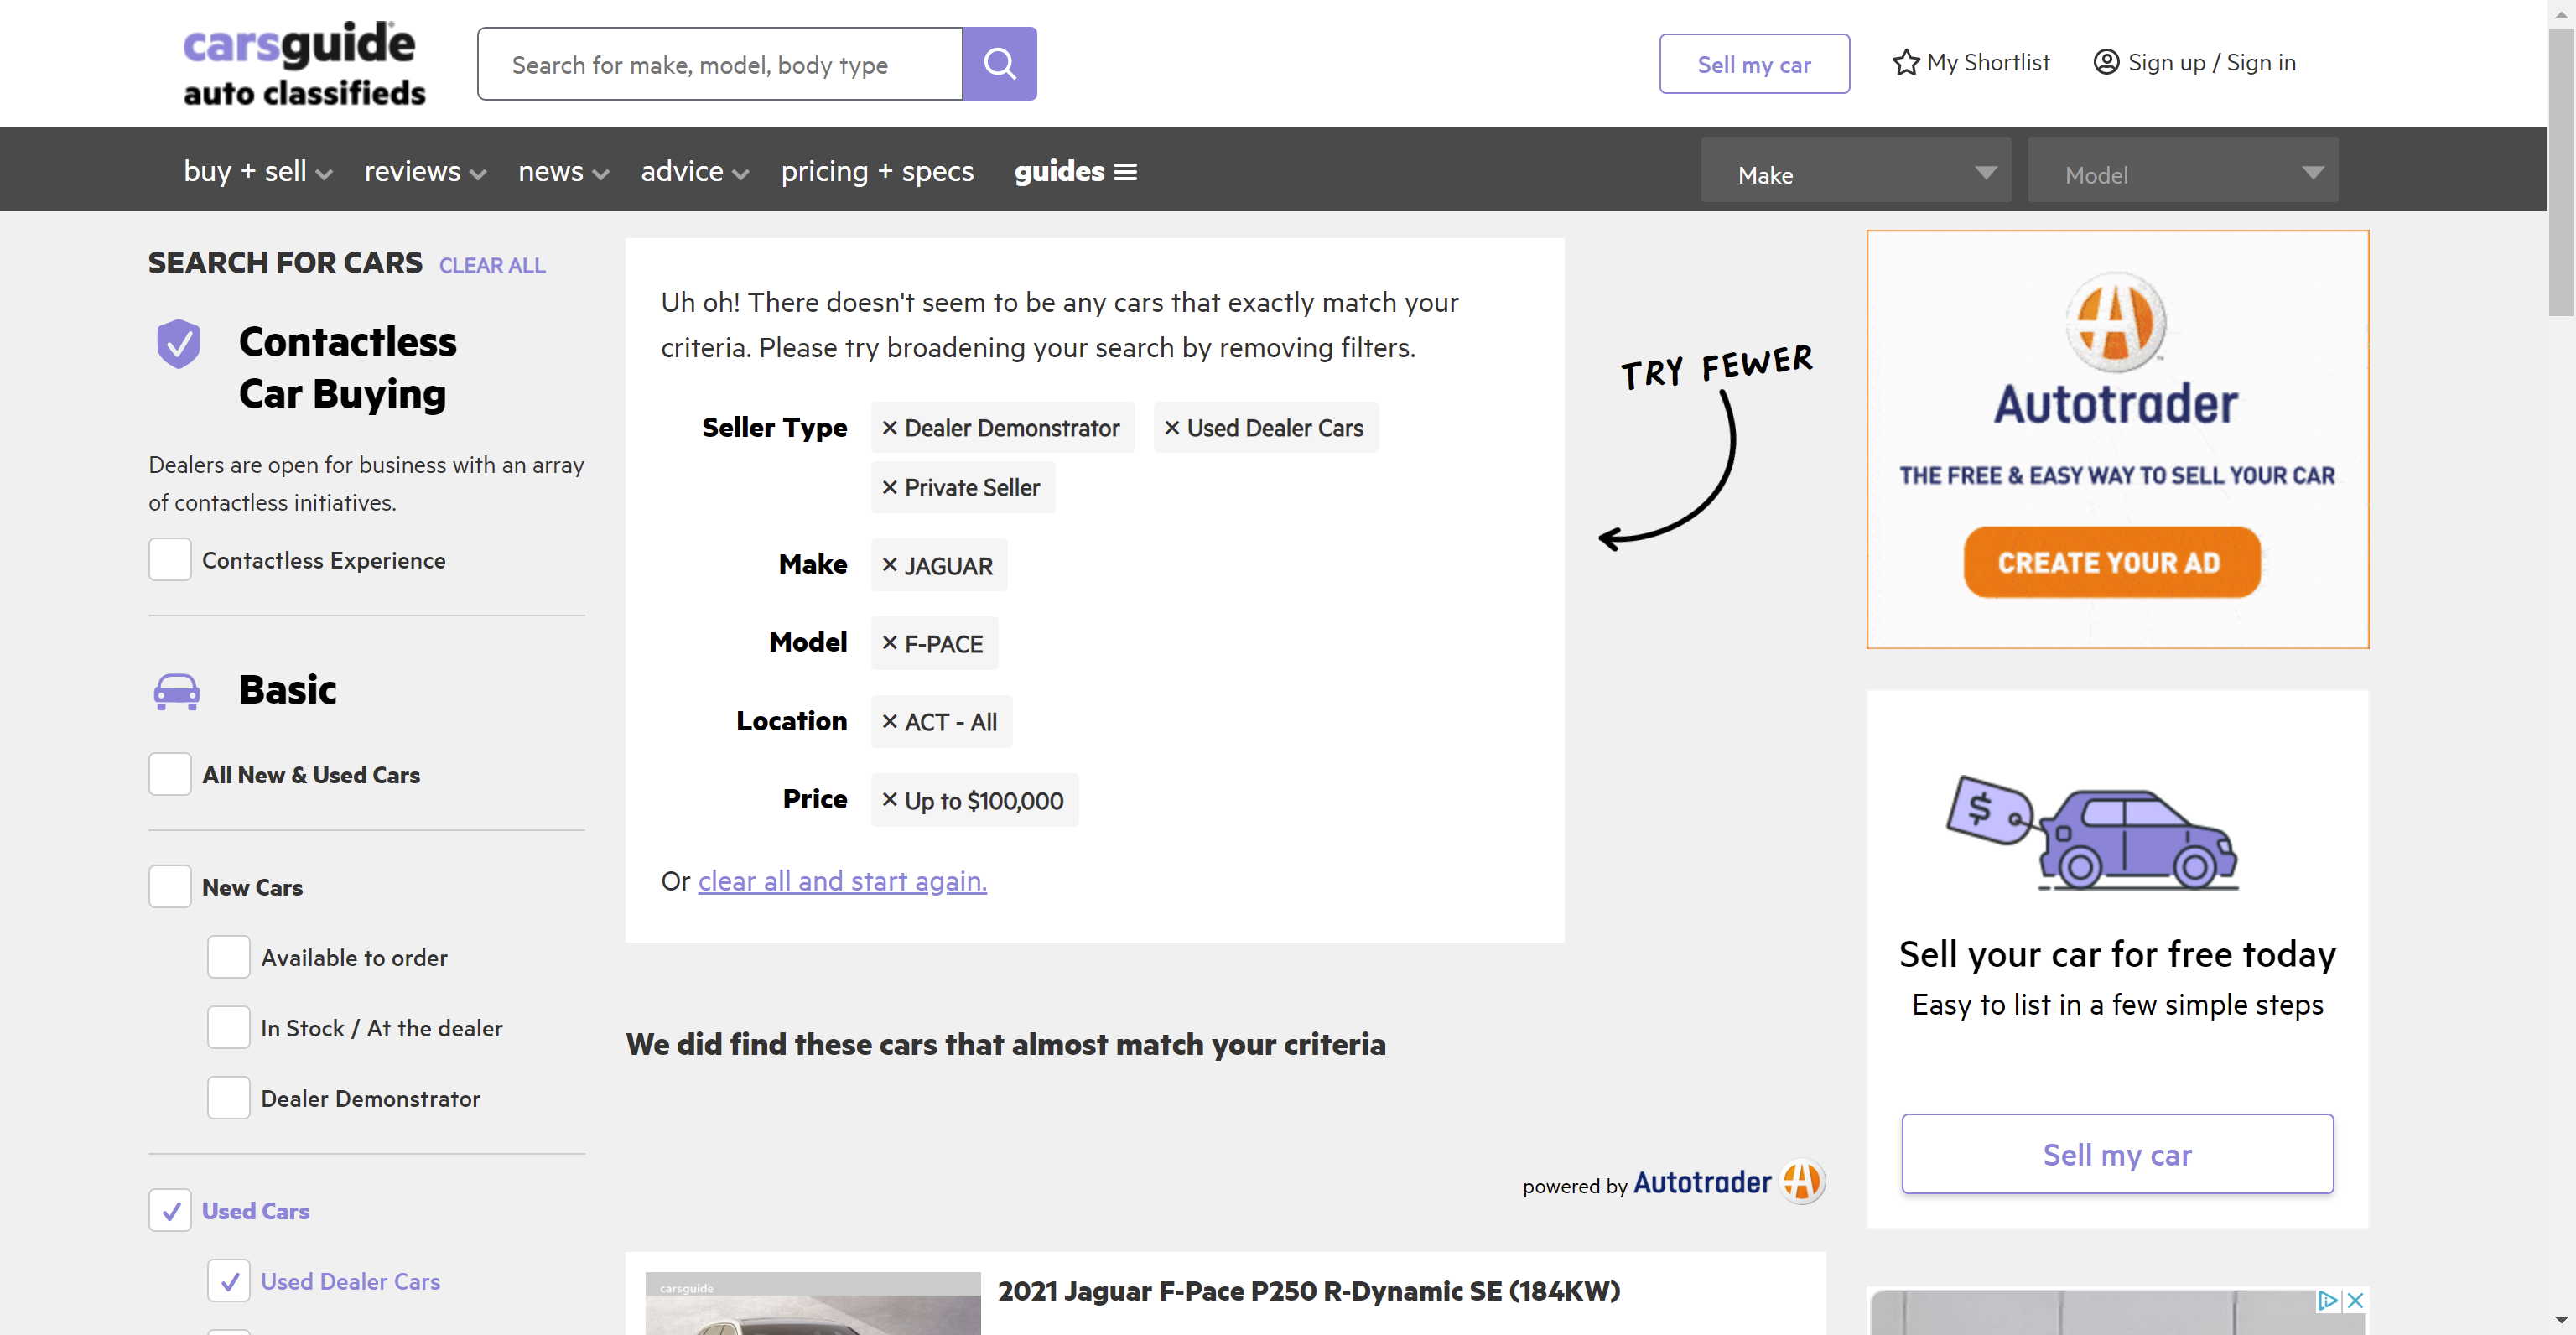 carsguide
auto classifieds
Search for make, model, body type
Sell my car
My Shortlist
Sign up / Sign in
buy + sell
reviews
news
advice
pricing + specs
guides
Make
Model
SEARCH FOR CARS
CLEAR ALL
Contactless
Car Buying
Dealers are open for business with an array
of contactless initiatives.
Contactless Experience
Basic
All New & Used Cars
New Cars
Available to order
In Stock / At the dealer
Dealer Demonstrator
Used Cars
Used Dealer Cars
Uh oh! There doesn't seem to be any cars that exactly match your
criteria. Please try broadening your search by removing filters.
Seller Type
× Dealer Demonstrator
× Used Dealer Cars
× Private Seller
Make
× JAGUAR
Model
× F-PACE
Location
× ACT - All
Price
× Up to $100,000
Or clear all and start again.
TRY FEWER
We did find these cars that almost match your criteria
powered by Autotrader
carsguide
2021 Jaguar F-Pace P250 R-Dynamic SE (184KW)
Autotrader
THE FREE & EASY WAY TO SELL YOUR CAR
CREATE YOUR AD
$
Sell your car for free today
Easy to list in a few simple steps
Sell my car